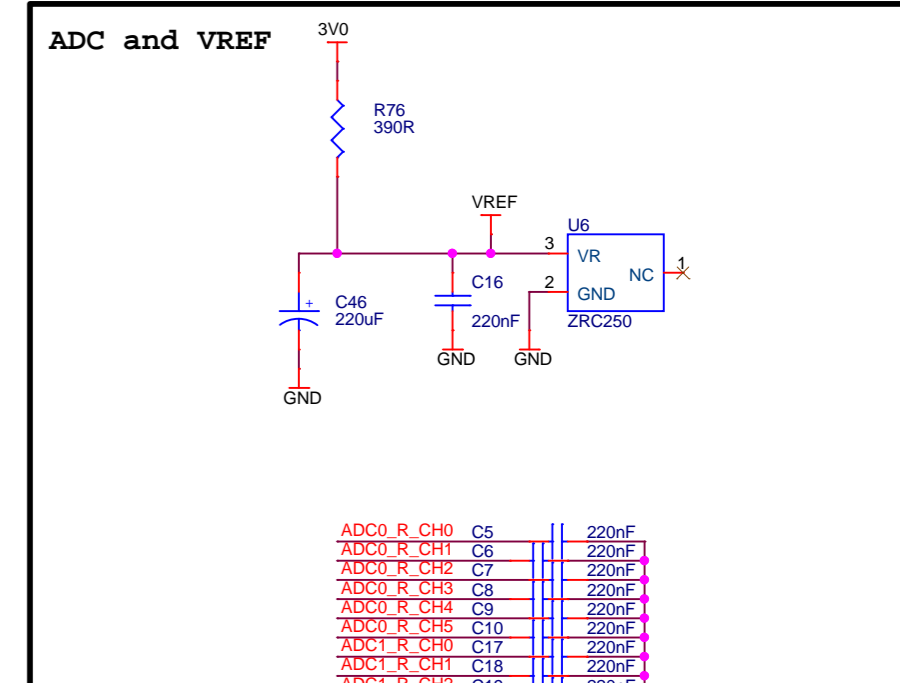 ADC and VREF
3V0
R76
390R
VREF
U6
3
VR
1
NC
2
GND
ZRC250
C46
220uF
+
C16
220nF
GND
GND
GND
ADC0_R_CH0 C5 220nF
ADC0_R_CH1 C6 220nF
ADC0_R_CH2 C7 220nF
ADC0_R_CH3 C8 220nF
ADC0_R_CH4 C9 220nF
ADC0_R_CH5 C10 220nF
ADC1_R_CH0 C17 220nF
ADC1_R_CH1 C18 220nF